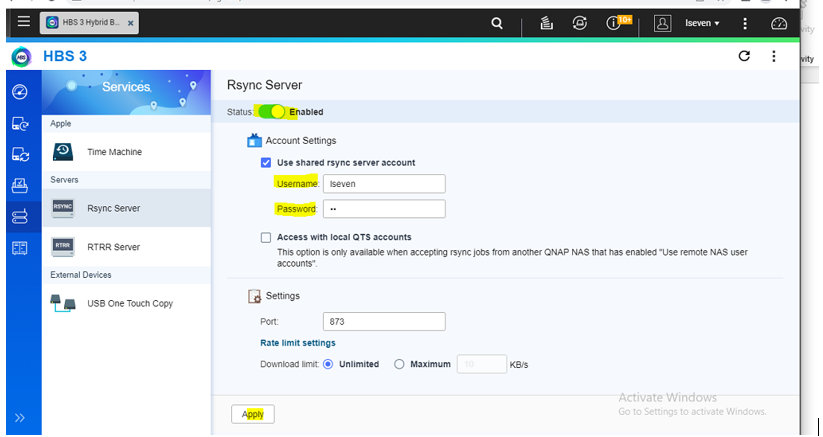 HBS 3 Hybrid B...
10+
lseven
HBS
HBS 3
Services
Rsync Server
Status: Enabled
Apple
Account Settings
Time Machine
Use shared rsync server account
Servers
Username: lseven
RSYNC
Rsync Server
Password: ••
RTRR
RTRR Server
Access with local QTS accounts
This option is only available when accepting rsync jobs from another QNAP NAS that has enabled "Use remote NAS user
accounts".
External Devices
USB One Touch Copy
Settings
Port: 873
Rate limit settings
Download limit: Unlimited Maximum 10 KB/s
Apply
Activate Windows
Go to Settings to activate Windows.
vity
vity